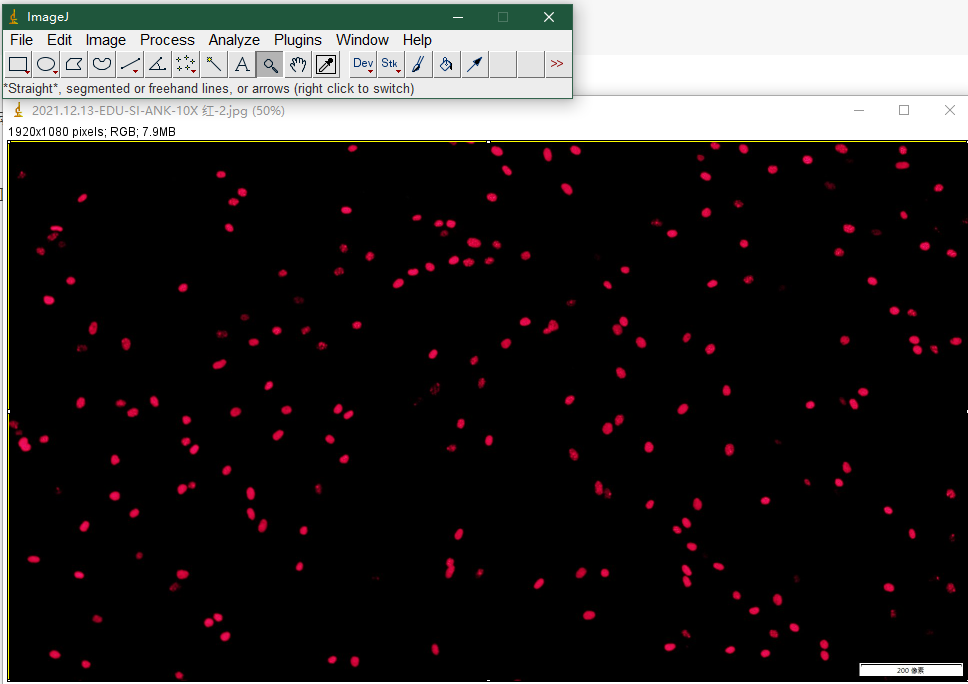 ImageJ
File Edit Image Process Analyze Plugins Window Help
Dev Stk >>
*Straight*, segmented or freehand lines, or arrows (right click to switch)
2021.12.13-EDU-SI-ANK-10X 红-2.jpg (50%)
1920x1080 pixels; RGB; 7.9MB
200 像素